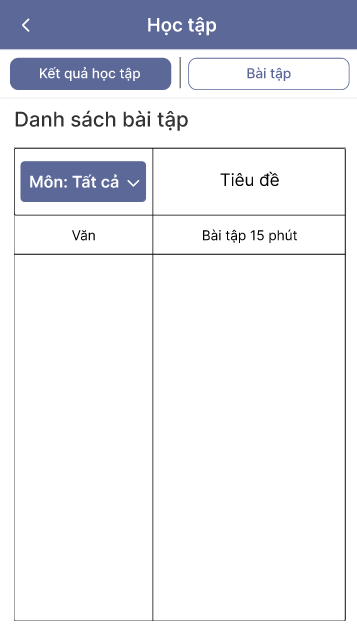 Học tập
Kết quả học tập
Bài tập
Danh sách bài tập
Môn: Tất cả
Tiêu đề
Văn
Bài tập 15 phút